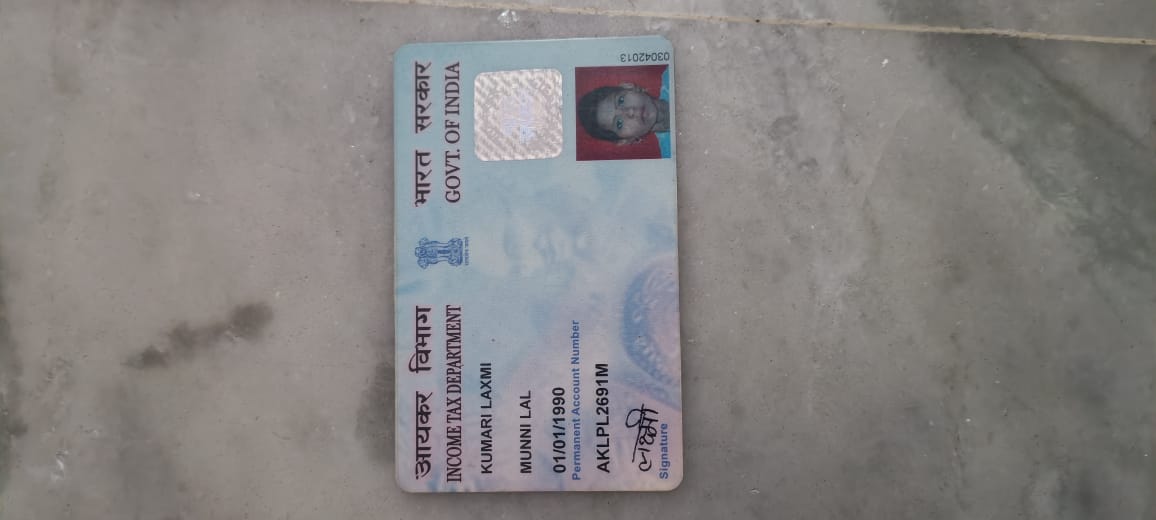 आयकर विभाग
INCOME TAX DEPARTMENT
भारत सरकार
GOVT. OF INDIA
KUMARI LAXMI
MUNNI LAL
01/01/1990
Permanent Account Number
AKLPL2691M
लक्ष्मी
Signature
03042013